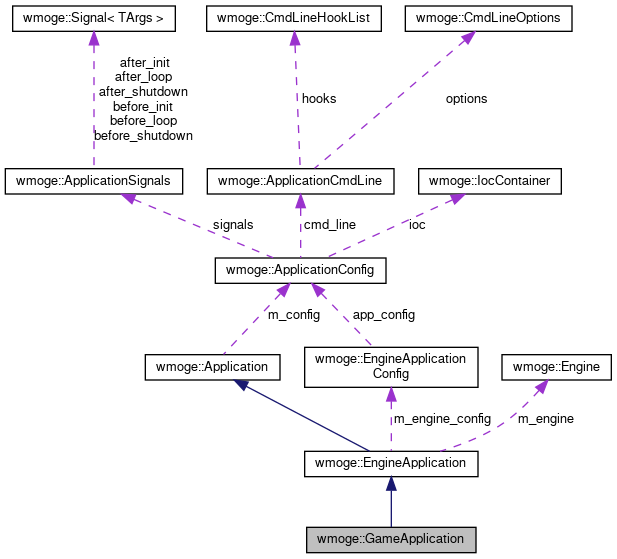 wmoge::Signal< TArgs >
wmoge::CmdLineHookList
wmoge::CmdLineOptions
after_init
after_loop
after_shutdown
before_init
before_loop
before_shutdown
hooks
options
wmoge::ApplicationSignals
wmoge::ApplicationCmdLine
wmoge::IocContainer
signals
cmd_line
ioc
wmoge::ApplicationConfig
m_config
app_config
wmoge::Application
wmoge::EngineApplication
Config
wmoge::Engine
m_engine_config
m_engine
wmoge::EngineApplication
wmoge::GameApplication